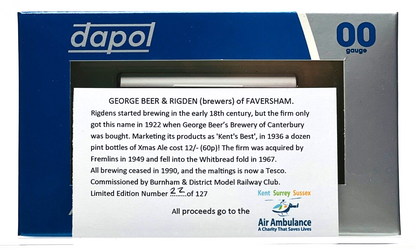 dapol
00
gauge
GEORGE BEER & RIGDEN (brewers) of FAVERSHAM.
Rigdens started brewing in the early 18th century, but the firm only
got this name in 1922 when George Beer's Brewery of Canterbury
was bought. Marketing its products as 'Kent's Best', in 1936 a dozen
pint bottles of Xmas Ale cost 12/- (60p)! The firm was acquired by
Fremlins in 1949 and fell into the Whitbread fold in 1967.
All brewing ceased in 1990, and the maltings is now a Tesco.
Commissioned by Burnham & District Model Railway Club.
Limited Edition Number 22 of 127
All proceeds go to the
Kent Surrey Sussex
Air Ambulance
A Charity That Saves Lives